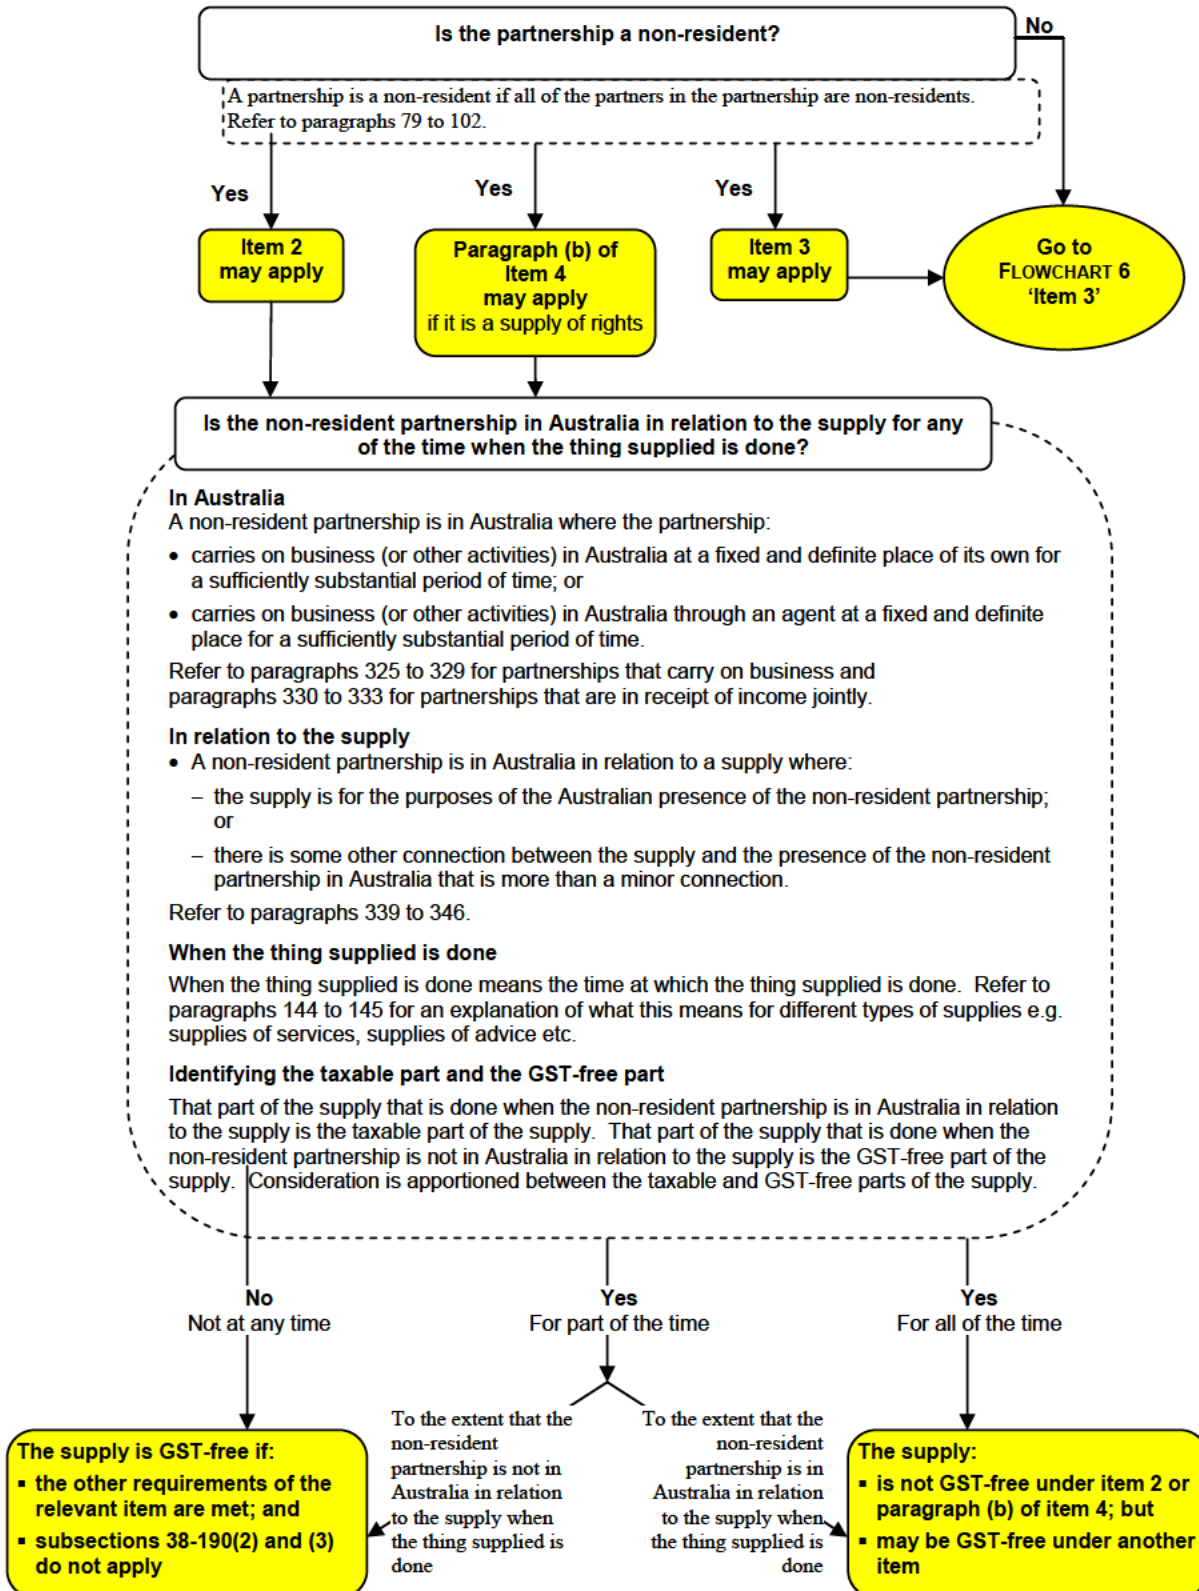 Is the partnership a non-resident?
No
A partnership is a non-resident if all of the partners in the partnership are non-residents.
Refer to paragraphs 79 to 102.
Yes
Yes
Yes
Item 2
may apply
Paragraph (b) of
Item 4
may apply
if it is a supply of rights
Item 3
may apply
Go to
FLOWCHART 6
‘Item 3’
Is the non-resident partnership in Australia in relation to the supply for any
of the time when the thing supplied is done?
In Australia
A non-resident partnership is in Australia where the partnership:
• carries on business (or other activities) in Australia at a fixed and definite place of its own for
a sufficiently substantial period of time; or
• carries on business (or other activities) in Australia through an agent at a fixed and definite
place for a sufficiently substantial period of time.
Refer to paragraphs 325 to 329 for partnerships that carry on business and
paragraphs 330 to 333 for partnerships that are in receipt of income jointly.
In relation to the supply
• A non-resident partnership is in Australia in relation to a supply where:
– the supply is for the purposes of the Australian presence of the non-resident partnership;
or
– there is some other connection between the supply and the presence of the non-resident
partnership in Australia that is more than a minor connection.
Refer to paragraphs 339 to 346.
When the thing supplied is done
When the thing supplied is done means the time at which the thing supplied is done. Refer to
paragraphs 144 to 145 for an explanation of what this means for different types of supplies e.g.
supplies of services, supplies of advice etc.
Identifying the taxable part and the GST-free part
That part of the supply that is done when the non-resident partnership is in Australia in relation
to the supply is the taxable part of the supply. That part of the supply that is done when the
non-resident partnership is not in Australia in relation to the supply is the GST-free part of the
supply. Consideration is apportioned between the taxable and GST-free parts of the supply.
No
Not at any time
Yes
For part of the time
Yes
For all of the time
The supply is GST-free if:
▪ the other requirements of the
relevant item are met; and
▪ subsections 38-190(2) and (3)
do not apply
To the extent that the
non-resident
partnership is not in
Australia in relation
to the supply when
the thing supplied is
done
To the extent that the
non-resident
partnership is in
Australia in relation
to the supply when
the thing supplied is
done
The supply:
▪ is not GST-free under item 2 or
paragraph (b) of item 4; but
▪ may be GST-free under another
item